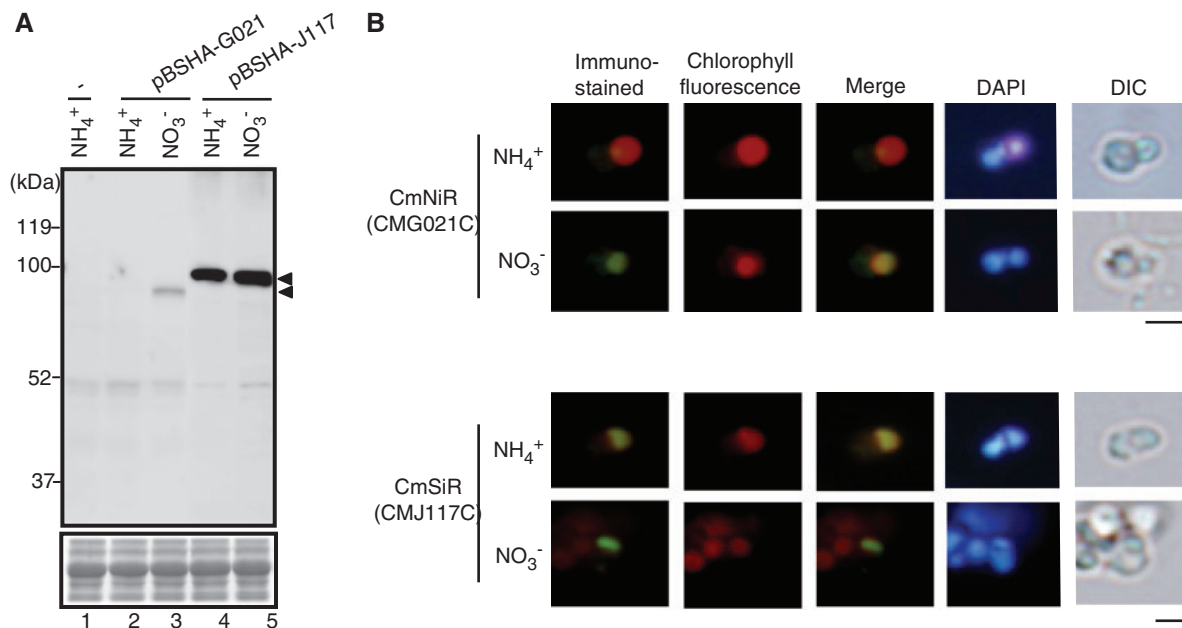 A
pBSHA-G021
pBSHA-J117
-
NH4+
NH4+
NO3-
NH4+
NO3-
(kDa)
119
100
52
37
1 2 3 4 5
B
Immuno-
stained
Chlorophyll
fluorescence
Merge
DAPI
DIC
CmNiR
(CMG021C)
NH4+
NO3-
CmSiR
(CMJ117C)
NH4+
NO3-